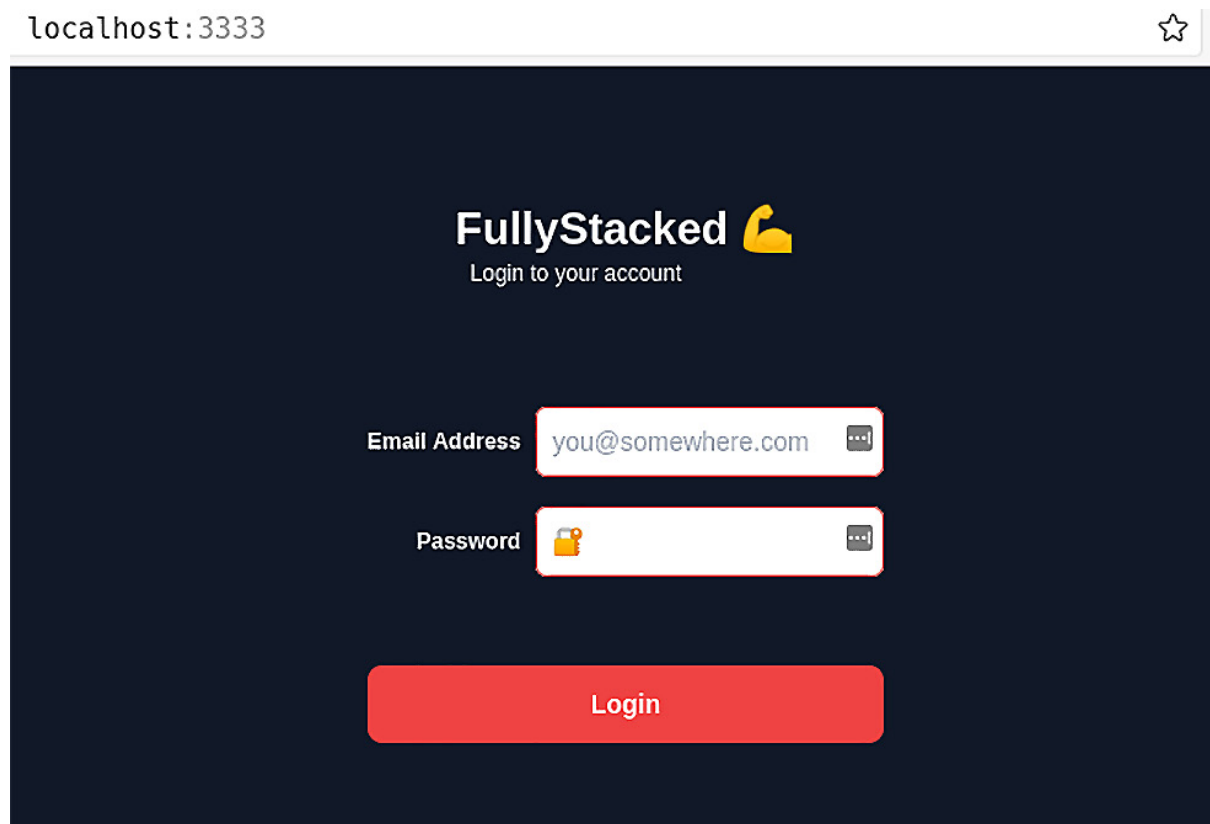 localhost:3333
FullyStacked 💪
Login to your account
Email Address you@somewhere.com
Password 🔐
Login